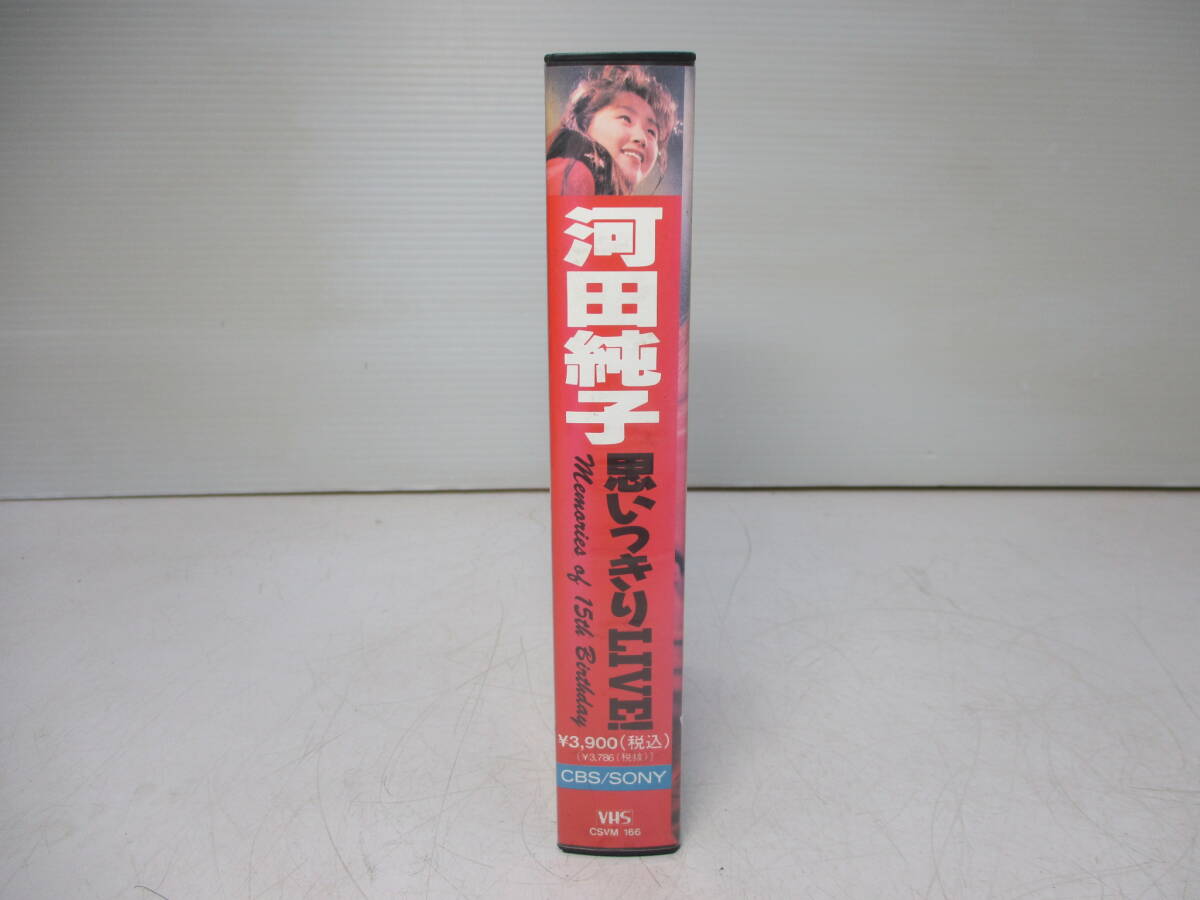 河田純子
思いっきりLIVE!
Memories of 15th Birthday
¥3,900(税込)
(¥3,786(税抜))
CBS/SONY
VHS
CSVM 166